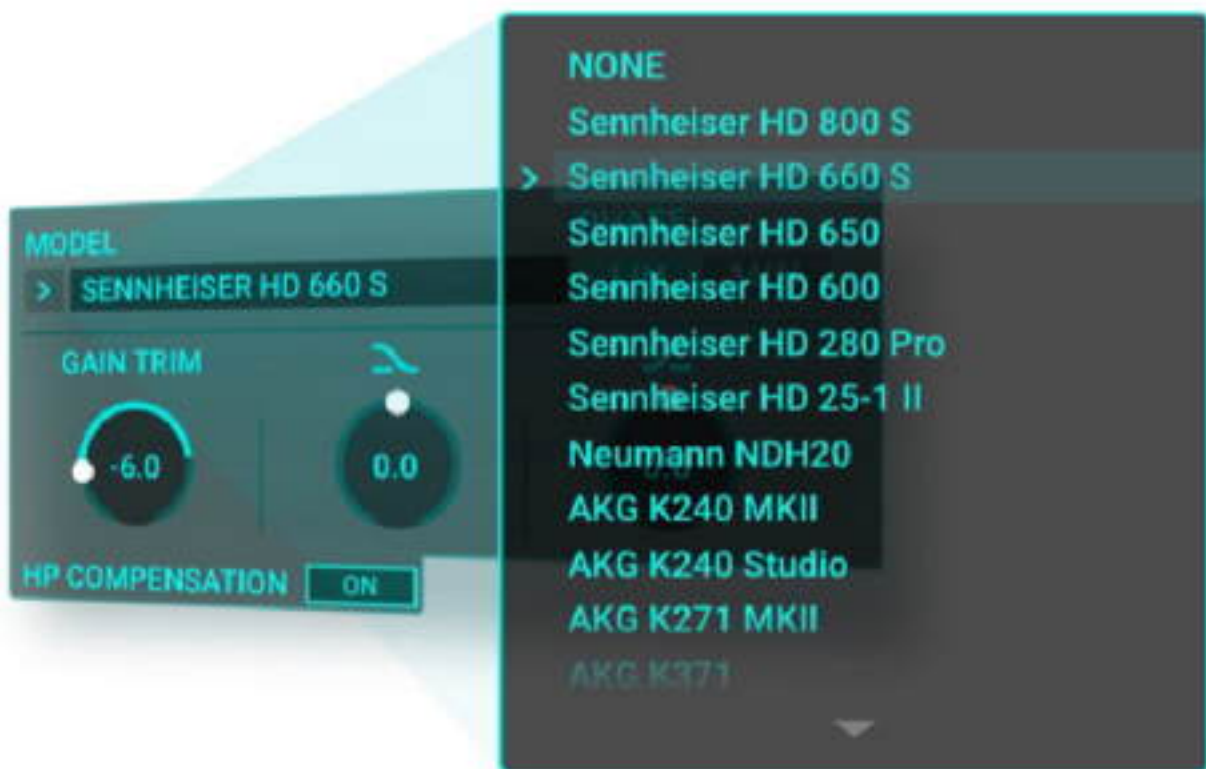 MODEL
> SENNHEISER HD 660 S
GAIN TRIM
-6.0
0.0
HP COMPENSATION ON
NONE
Sennheiser HD 800 S
> Sennheiser HD 660 S
Sennheiser HD 650
Sennheiser HD 600
Sennheiser HD 280 Pro
Sennheiser HD 25-1 II
Neumann NDH20
AKG K240 MKII
AKG K240 Studio
AKG K271 MKII
AKG K371